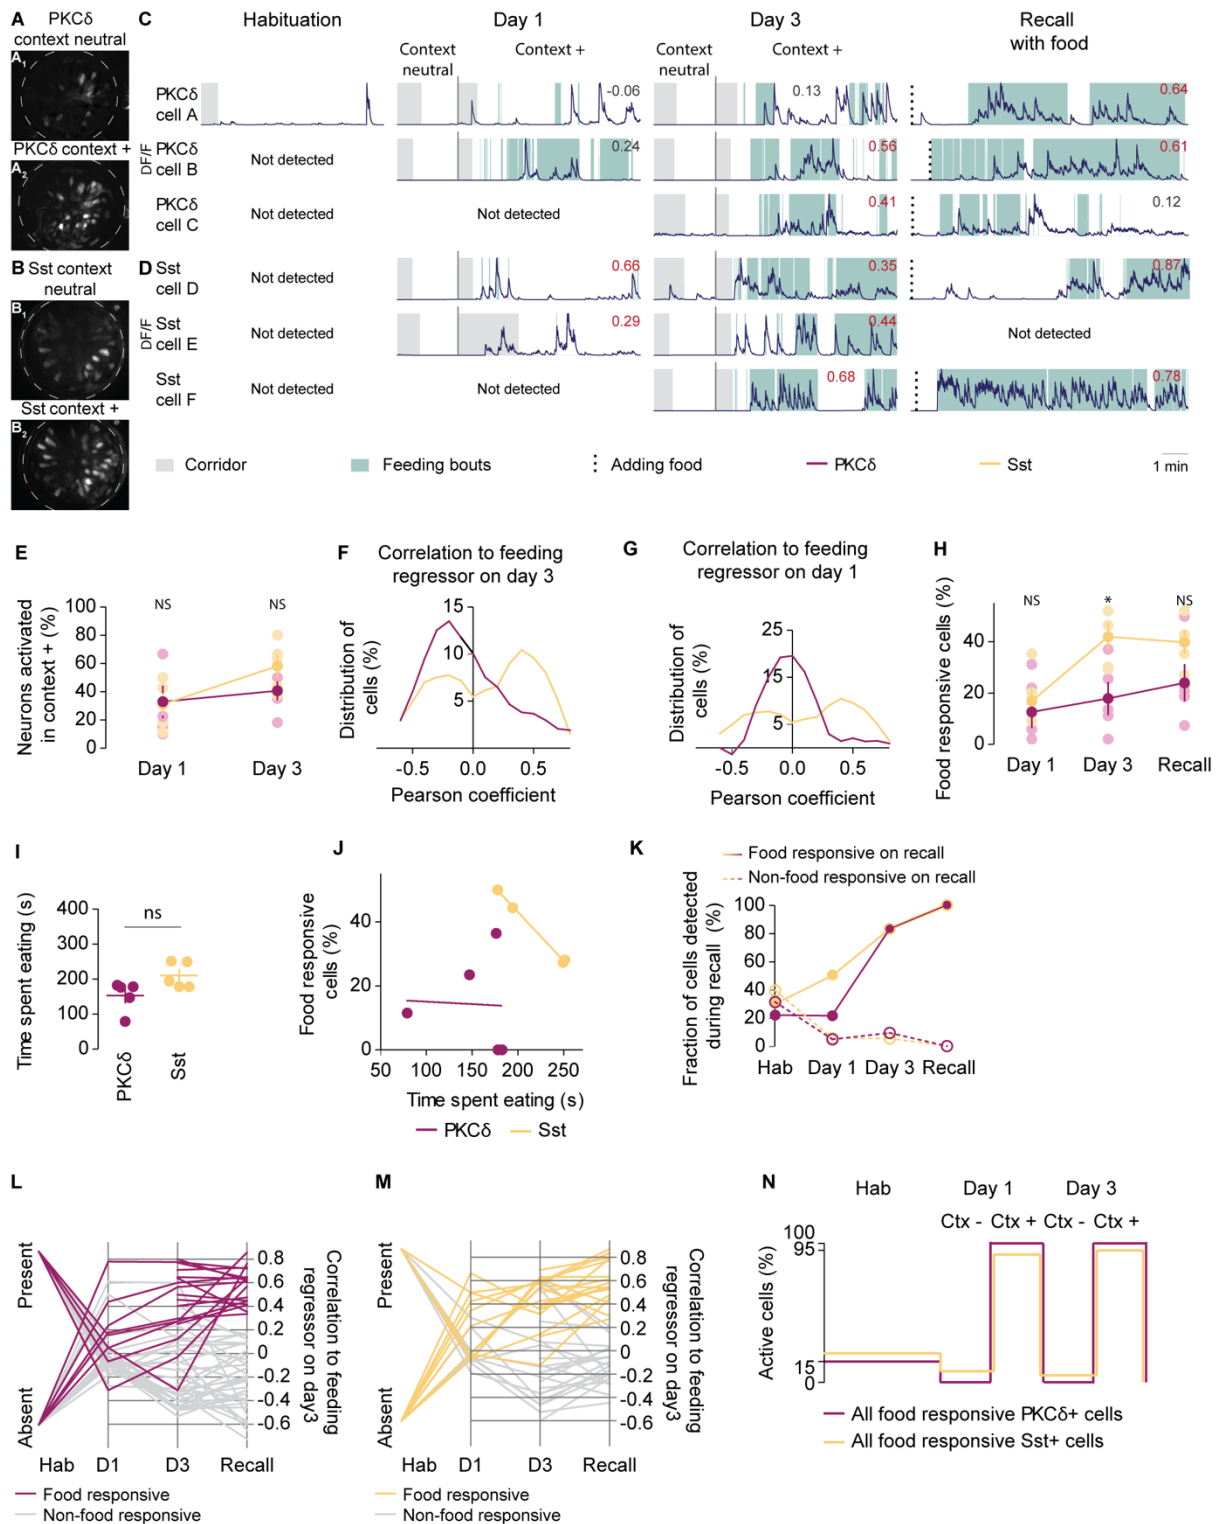 A
PKCδ
context neutral
A1
PKCδ context +
A2
B
Sst context
neutral
B1
Sst context +
B2
C
Habituation
Day 1
Day 3
Recall
with food
Context
neutral
Context +
Context
neutral
Context +
DF/F
PKCδ
cell A
-0.06
0.13
0.64
PKCδ
cell B
Not detected
0.24
0.56
0.61
PKCδ
cell C
Not detected
Not detected
0.41
0.12
D
DF/F
Sst
cell D
Not detected
0.66
0.35
0.87
Sst
cell E
Not detected
0.29
0.44
Not detected
Sst
cell F
Not detected
Not detected
0.68
0.78
Corridor
Feeding bouts
Adding food
PKCδ
Sst
1 min
E
Neurons activated
in context + (%)
100
80
60
40
20
0
NS
NS
Day 1
Day 3
F
Correlation to feeding
regressor on day 3
Distribution of
cells (%)
15
10
5
-0.5
0.0
0.5
Pearson coefficient
G
Correlation to feeding
regressor on day 1
Distribution of
cells (%)
25
15
5
-0.5
0.0
0.5
Pearson coefficient
H
Food responsive cells (%)
40
20
0
NS
*
NS
Day 1
Day 3
Recall
I
Time spent eating (s)
400
300
200
100
0
ns
PKCδ
Sst
J
Food responsive
cells (%)
40
20
0
50
100
150
200
250
Time spent eating (s)
PKCδ
Sst
K
Food responsive on recall
Non-food responsive on recall
Fraction of cells detected
during recall (%)
100
80
60
40
20
0
Hab
Day 1
Day 3
Recall
L
Present
Absent
0.8
0.6
0.4
0.2
0
-0.2
-0.4
-0.6
Correlation to feeding
regressor on day3
Hab
D1
D3
Recall
Food responsive
Non-food responsive
M
Present
Absent
0.8
0.6
0.4
0.2
0
-0.2
-0.4
-0.6
Correlation to feeding
regressor on day3
Hab
D1
D3
Recall
Food responsive
Non-food responsive
N
Hab
Day 1
Day 3
Ctx -
Ctx +
Ctx -
Ctx +
Active cells (%)
100
95
15
0
All food responsive PKCδ+ cells
All food responsive Sst+ cells